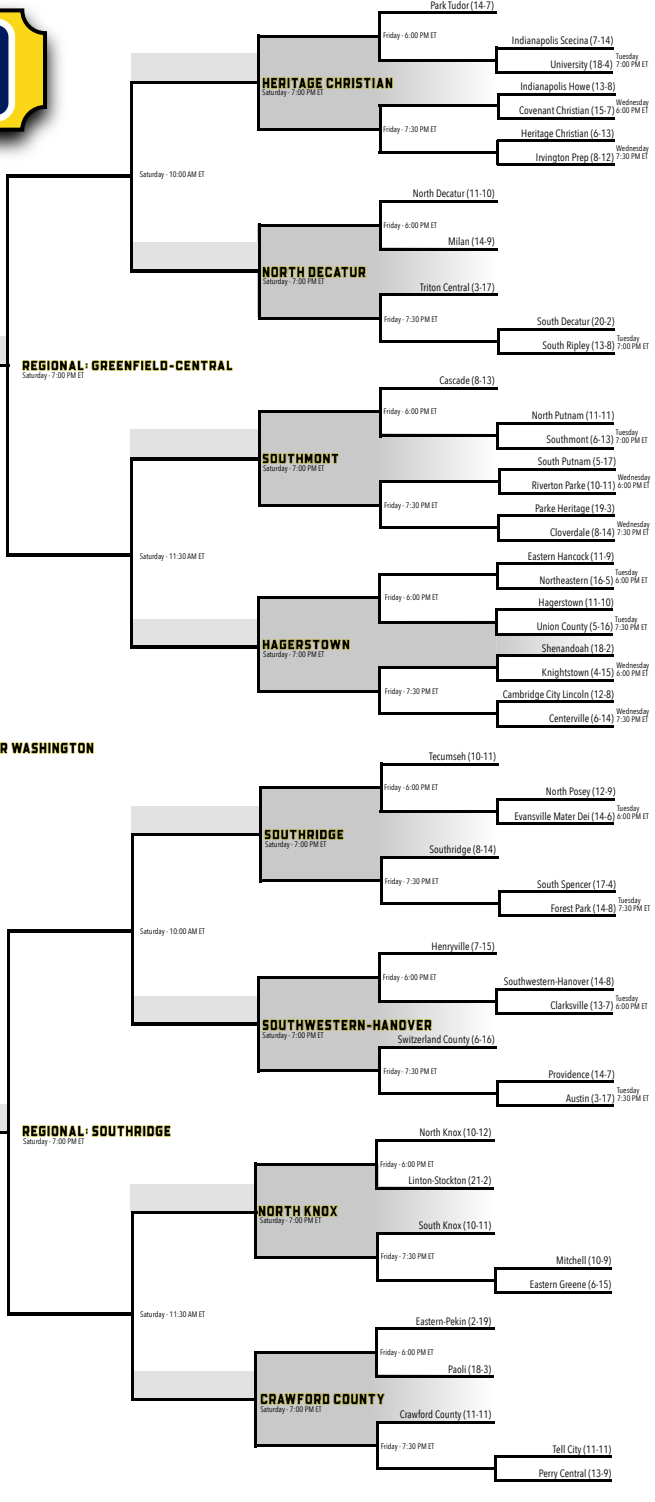 Park Tudor (14-7)
Friday - 6:00 PM ET
Indianapolis Scecina (7-14)
Tuesday
7:00 PM ET
University (18-4)
HERITAGE CHRISTIAN
Saturday - 7:00 PM ET
Indianapolis Howe (13-8)
Wednesday
6:00 PM ET
Covenant Christian (15-7)
Friday - 7:30 PM ET
Heritage Christian (6-13)
Wednesday
7:30 PM ET
Irvington Prep (8-12)
Saturday - 10:00 AM ET
North Decatur (11-10)
Friday - 6:00 PM ET
Milan (14-9)
NORTH DECATUR
Saturday - 7:00 PM ET
Triton Central (3-17)
Friday - 7:30 PM ET
South Decatur (20-2)
Tuesday
7:00 PM ET
South Ripley (13-8)
REGIONAL: GREENFIELD-CENTRAL
Saturday - 7:00 PM ET
Cascade (8-13)
Friday - 6:00 PM ET
North Putnam (11-11)
Tuesday
7:00 PM ET
Southmont (6-13)
SOUTHMONT
Saturday - 7:00 PM ET
South Putnam (5-17)
Wednesday
6:00 PM ET
Riverton Parke (10-11)
Friday - 7:30 PM ET
Parke Heritage (19-3)
Wednesday
7:30 PM ET
Cloverdale (8-14)
Saturday - 11:30 AM ET
Eastern Hancock (11-9)
Tuesday
6:00 PM ET
Northeastern (16-5)
Friday - 6:00 PM ET
Hagerstown (11-10)
Tuesday
7:30 PM ET
Union County (5-16)
HAGERSTOWN
Saturday - 7:00 PM ET
Shenandoah (18-2)
Wednesday
6:00 PM ET
Knightstown (4-15)
Friday - 7:30 PM ET
Cambridge City Lincoln (12-8)
Wednesday
7:30 PM ET
Centerville (6-14)
R WASHINGTON
Tecumseh (10-11)
Friday - 6:00 PM ET
North Posey (12-9)
Tuesday
6:00 PM ET
Evansville Mater Dei (14-6)
SOUTHRIDGE
Saturday - 7:00 PM ET
Southridge (8-14)
Friday - 7:30 PM ET
South Spencer (17-4)
Tuesday
7:30 PM ET
Forest Park (14-8)
Saturday - 10:00 AM ET
Henryville (7-15)
Friday - 6:00 PM ET
Southwestern-Hanover (14-8)
Tuesday
6:00 PM ET
Clarksville (13-7)
SOUTHWESTERN-HANOVER
Saturday - 7:00 PM ET
Switzerland County (6-16)
Friday - 7:30 PM ET
Providence (14-7)
Tuesday
7:30 PM ET
Austin (3-17)
REGIONAL: SOUTHRIDGE
Saturday - 7:00 PM ET
North Knox (10-12)
Friday - 6:00 PM ET
Linton-Stockton (21-2)
NORTH KNOX
Saturday - 7:00 PM ET
South Knox (10-11)
Friday - 7:30 PM ET
Mitchell (10-9)
Eastern Greene (6-15)
Saturday - 11:30 AM ET
Eastern-Pekin (2-19)
Friday - 6:00 PM ET
Paoli (18-3)
CRAWFORD COUNTY
Saturday - 7:00 PM ET
Crawford County (11-11)
Friday - 7:30 PM ET
Tell City (11-11)
Perry Central (13-9)